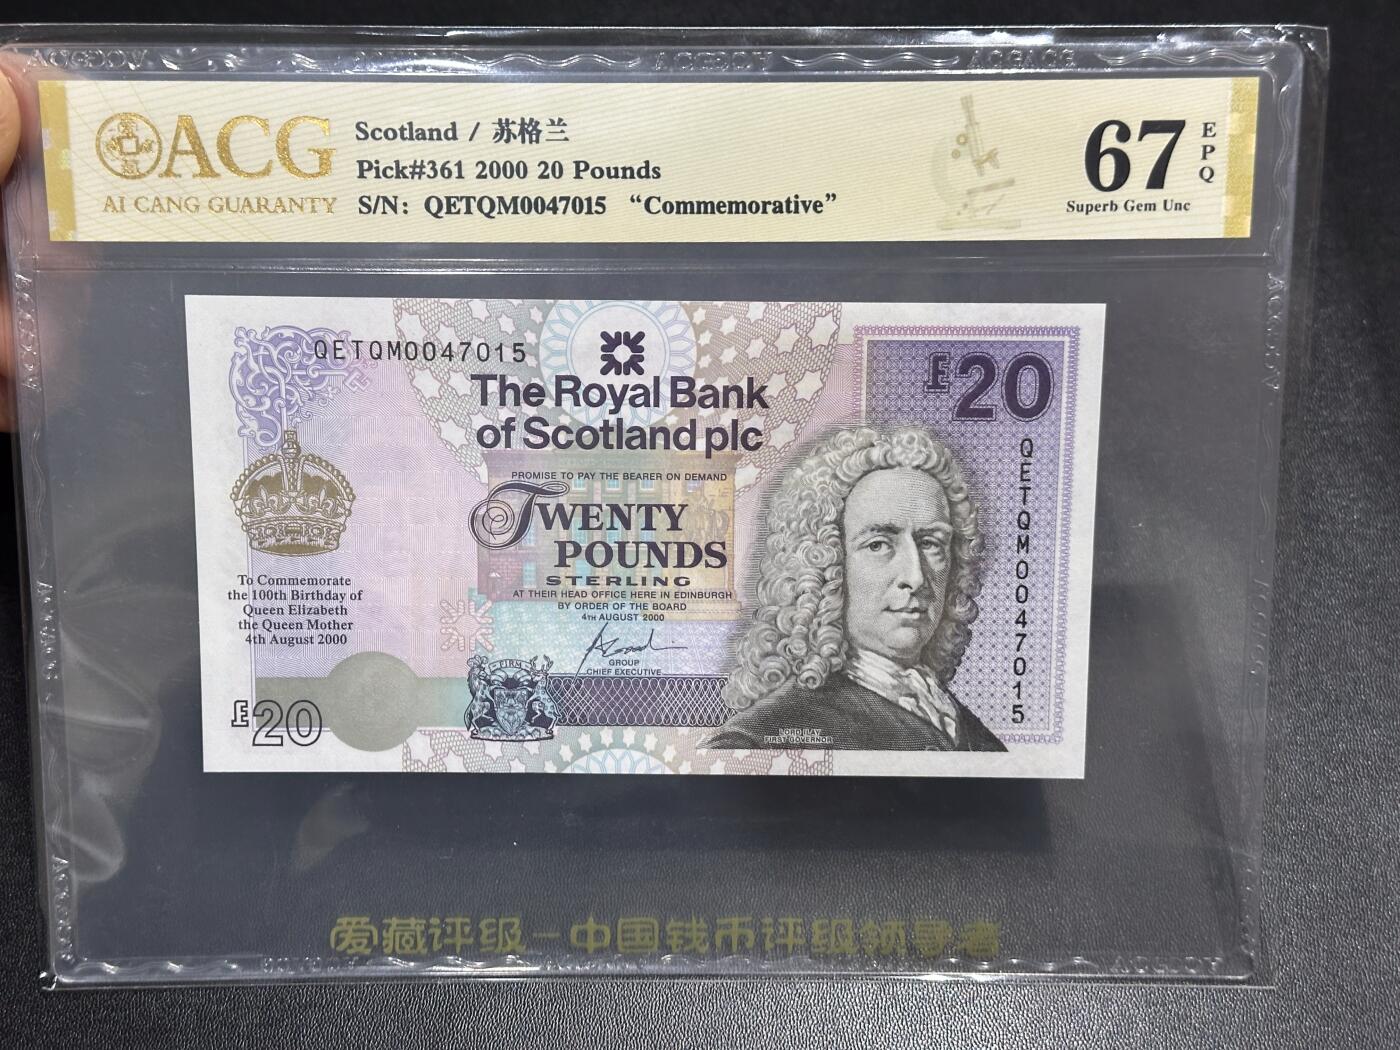 ACG
AI CANG GUARANTY
Scotland / 苏格兰
Pick#361 2000 20 Pounds
S/N: QETQM0047015 “Commemorative”
67
EPQ
Superb Gem Unc
QETQM0047015
The Royal Bank
of Scotland plc
£20
PROMISE TO PAY THE BEARER ON DEMAND
TWENTY
POUNDS
STERLING
AT THEIR HEAD OFFICE HERE IN EDINBURGH
BY ORDER OF THE BOARD
4TH AUGUST 2000
GROUP
CHIEF EXECUTIVE
To Commemorate
the 100th Birthday of
Queen Elizabeth
the Queen Mother
4th August 2000
£20
FIRM
LORD ILAY
FIRST GOVERNOR
QETQM0047015
爱藏评级－中国钱币评级领导者